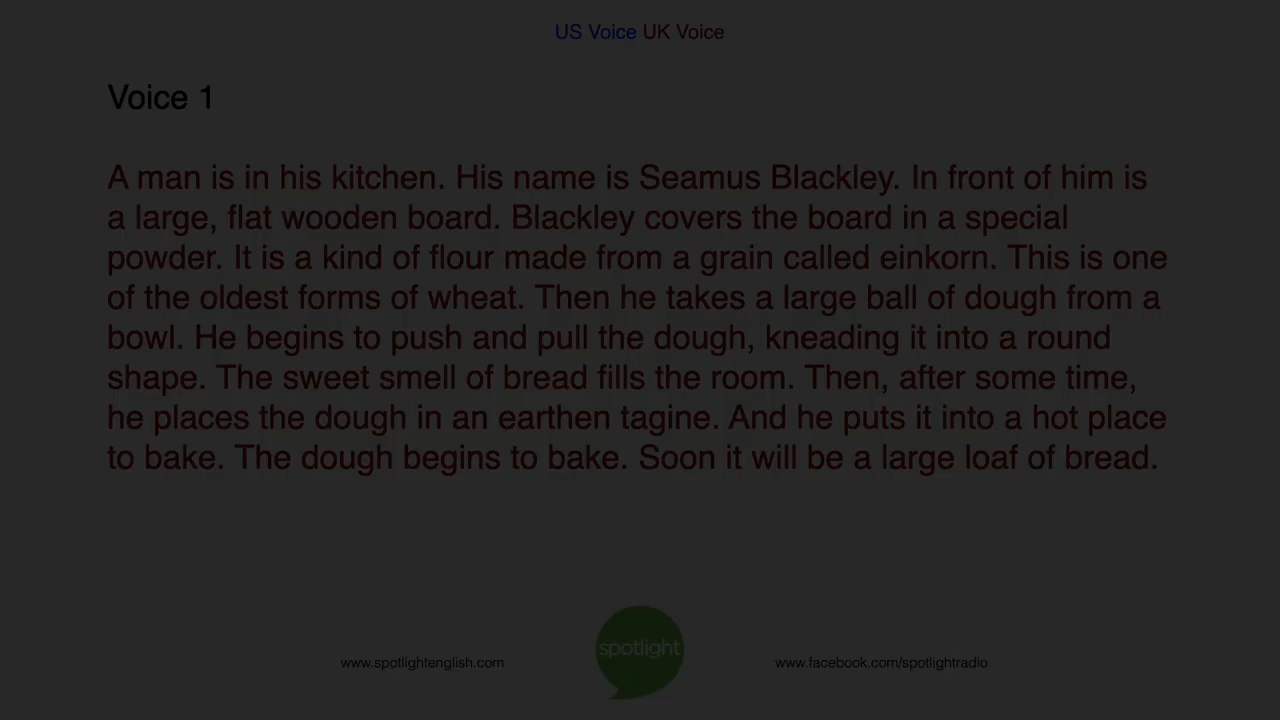 US Voice UK Voice
Voice 1
A man is in his kitchen. His name is Seamus Blackley. In front of him is
a large, flat wooden board. Blackley covers the board in a special
powder. It is a kind of flour made from a grain called einkorn. This is one
of the oldest forms of wheat. Then he takes a large ball of dough from a
bowl. He begins to push and pull the dough, kneading it into a round
shape. The sweet smell of bread fills the room. Then, after some time,
he places the dough in an earthen tagine. And he puts it into a hot place
to bake. The dough begins to bake. Soon it will be a large loaf of bread.
spotlight
www.spotlightenglish.com
www.facebook.com/spotlightradio